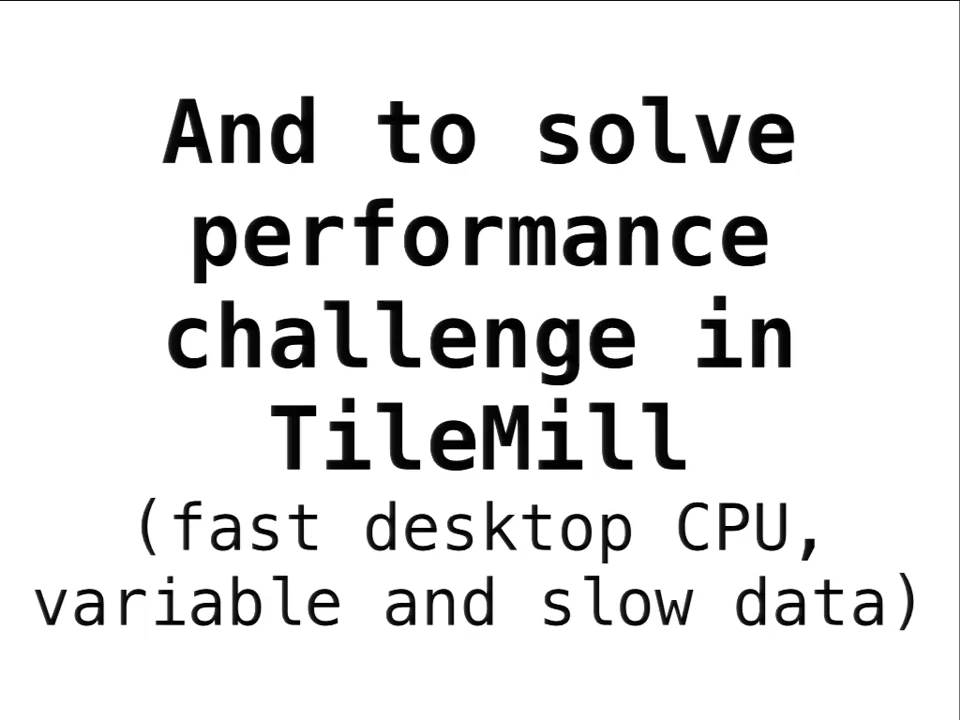 And to solve
performance
challenge in
TileMill
(fast desktop CPU,
variable and slow data)